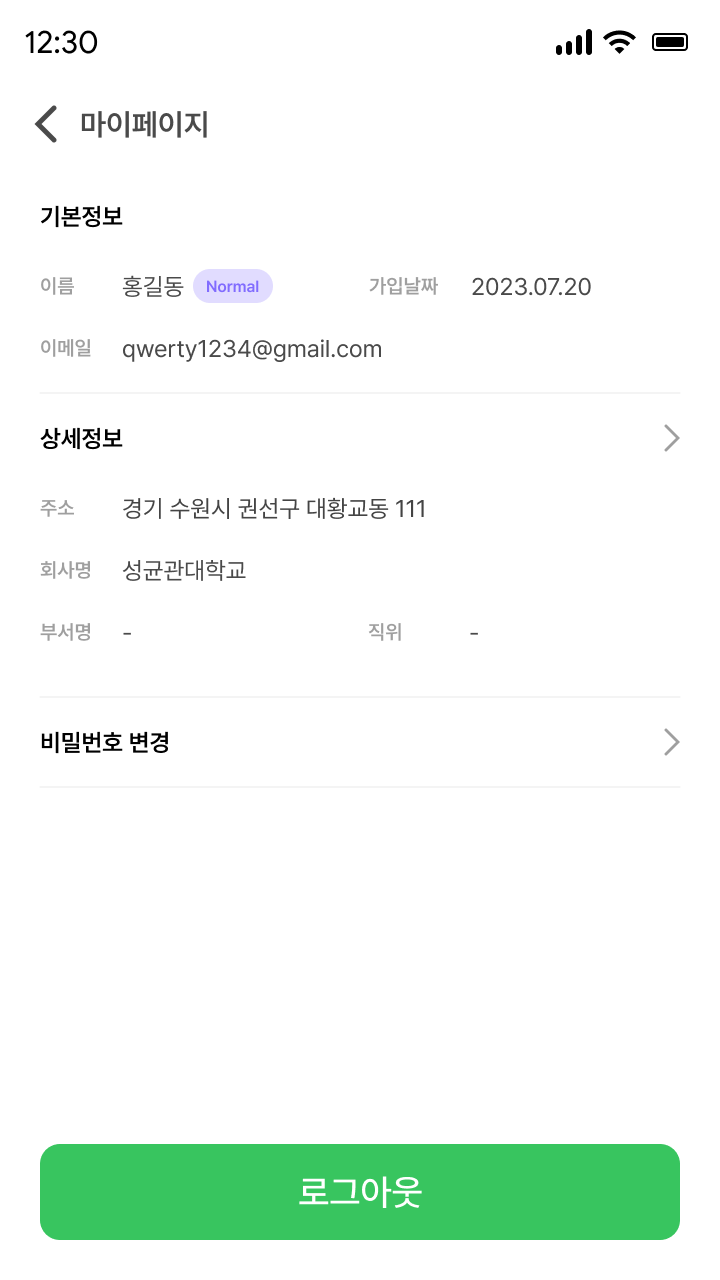 12:30
마이페이지
기본정보
이름 홍길동 Normal 가입날짜 2023.07.20
이메일 qwerty1234@gmail.com
상세정보
주소 경기 수원시 권선구 대황교동 111
회사명 성균관대학교
부서명 - 직위 -
비밀번호 변경
로그아웃